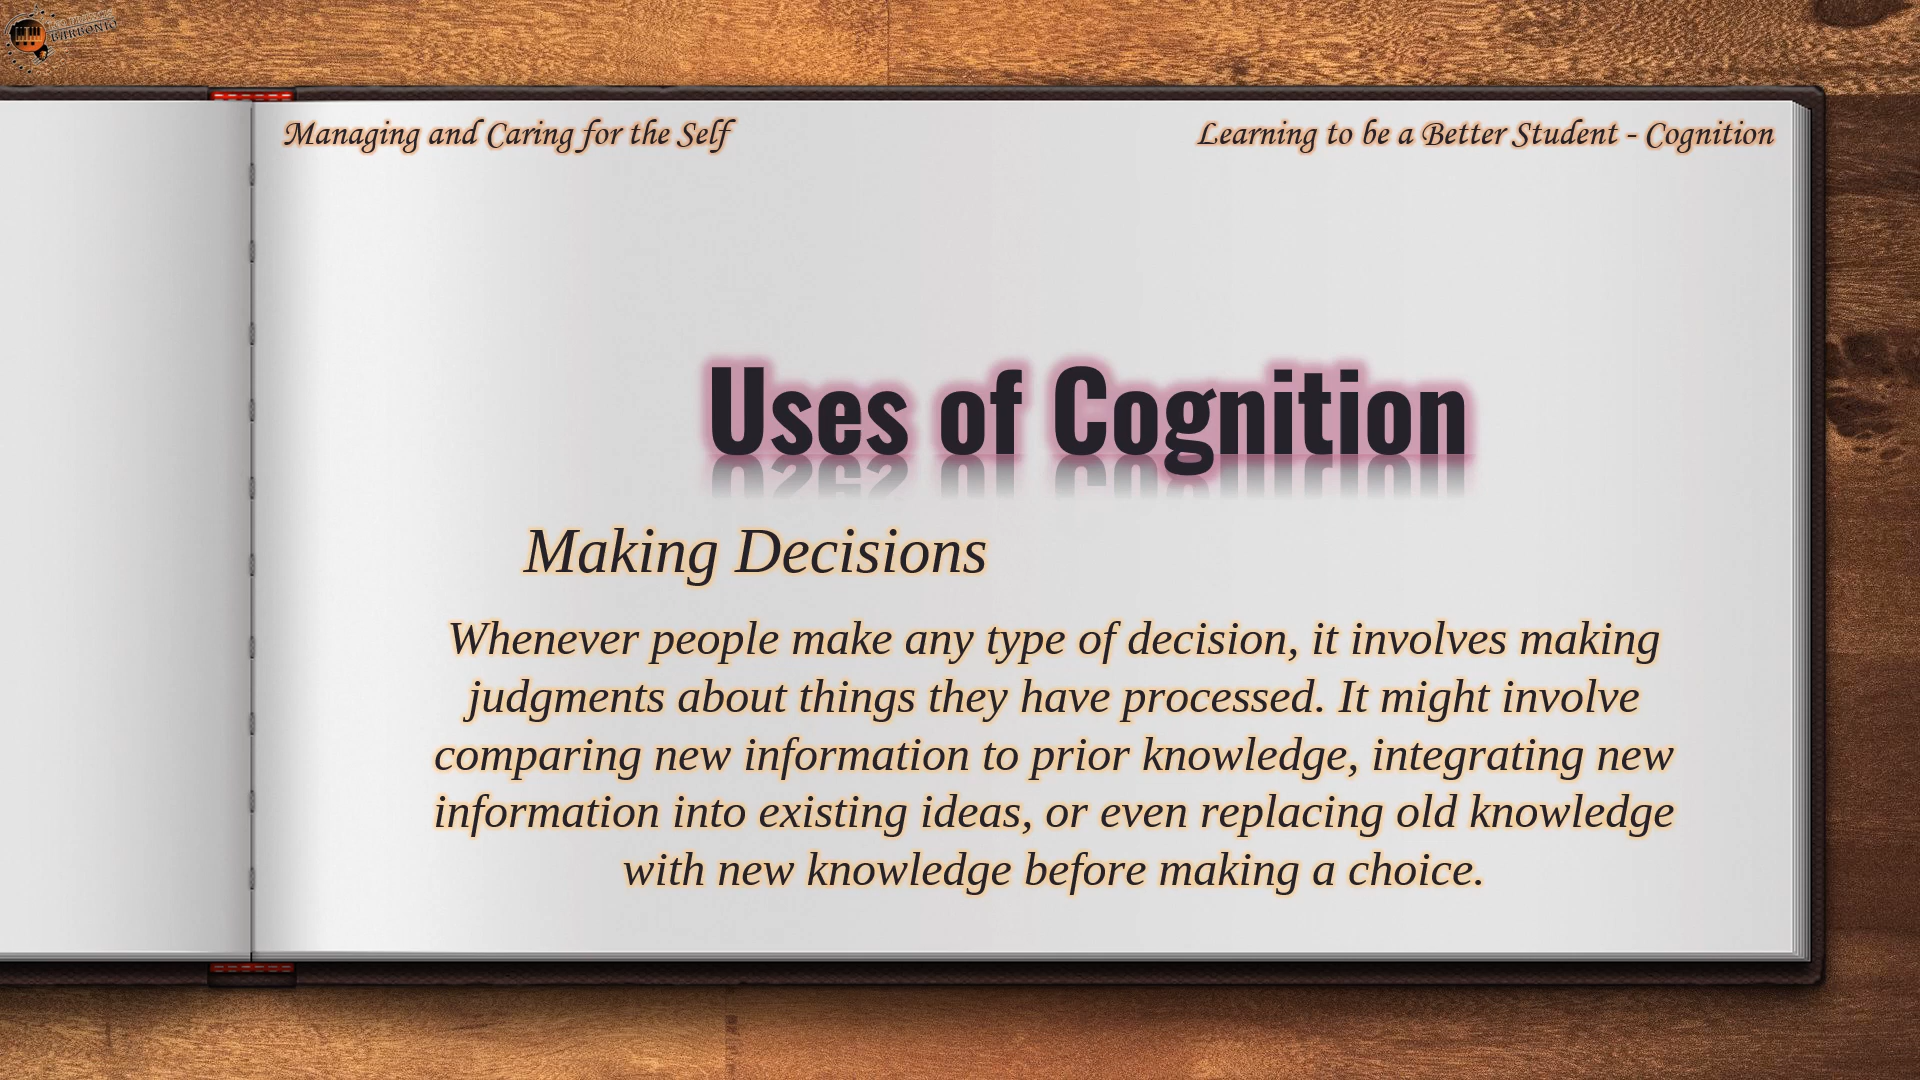 BARBONIO
Managing and Caring for the Self
Learning to be a Better Student - Cognition
Uses of Cognition
Making Decisions
Whenever people make any type of decision, it involves making
judgments about things they have processed. It might involve
comparing new information to prior knowledge, integrating new
information into existing ideas, or even replacing old knowledge
with new knowledge before making a choice.